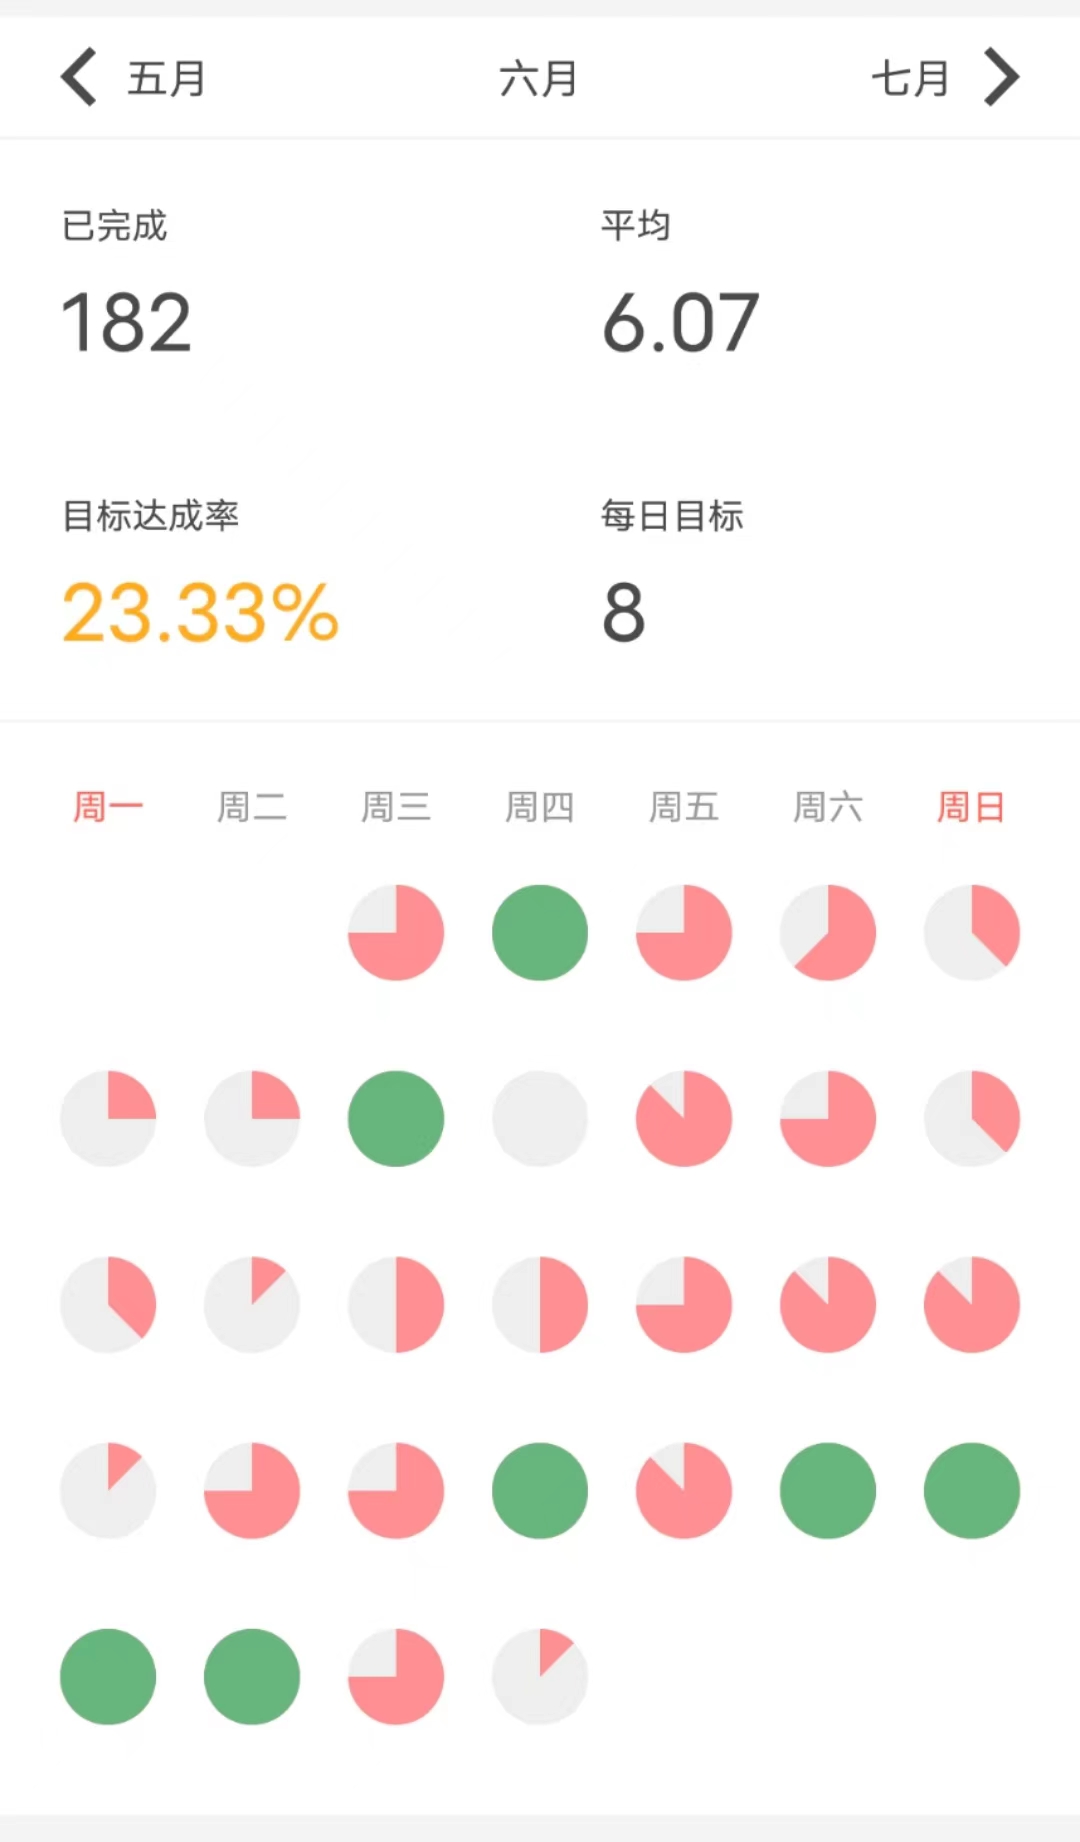 五月 六月 七月
已完成 平均
182 6.07
目标达成率 每日目标
23.33% 8
周一 周二 周三 周四 周五 周六 周日